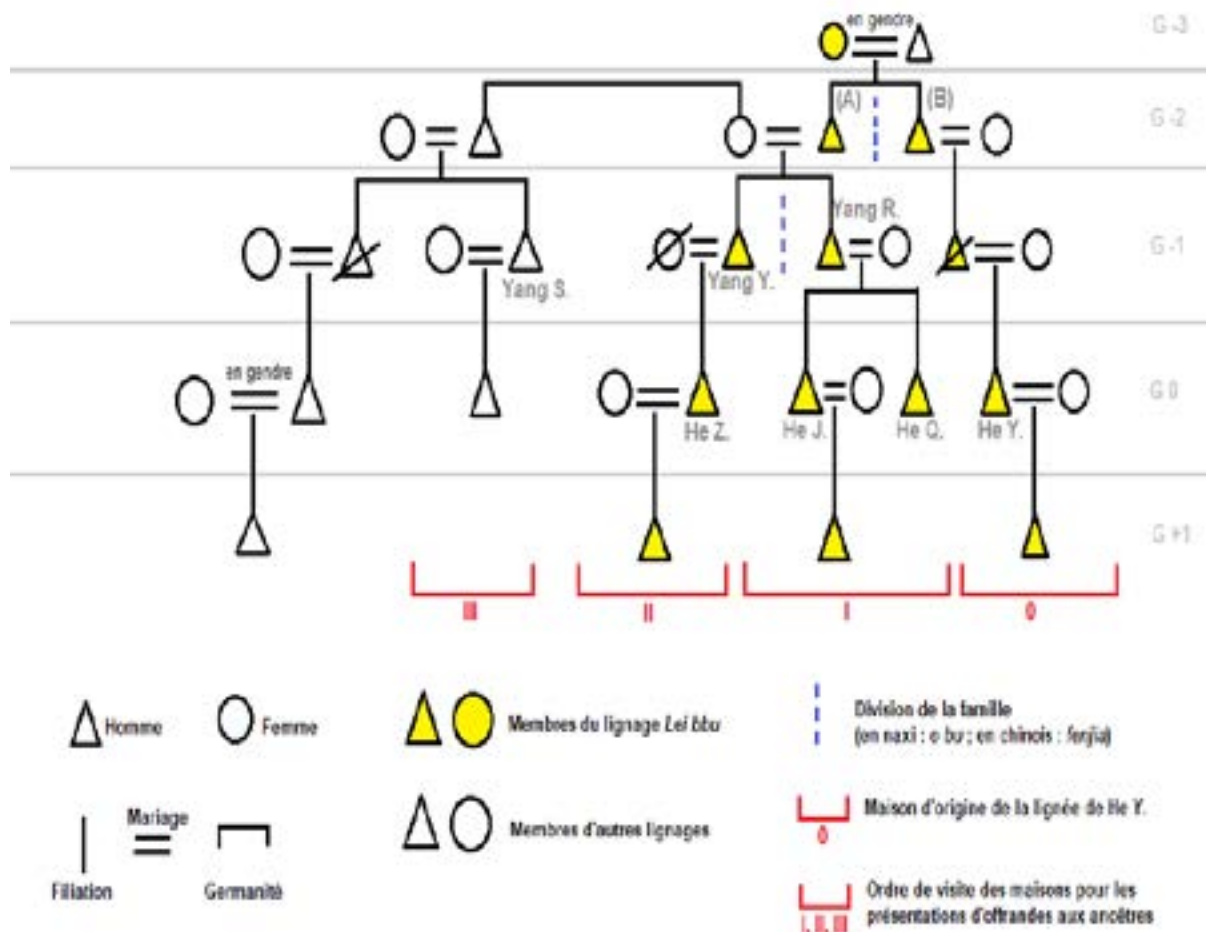 en gendre
G -3
(A)
(B)
G -2
Yang R.
G -1
Yang S.
Yang Y.
en gendre
G 0
He Z.
He J.
He Q.
He Y.
G +1
III
II
I
0
Homme
Femme
Membres du lignage Lei bbu
Division de la famille
(en naxi : o bu ; en chinois : fenjia)
Mariage
Filiation
Germanité
Membres d'autres lignages
Maison d'origine de la lignée de He Y.
0
Ordre de visite des maisons pour les
présentations d'offrandes aux ancêtres
I, II, III